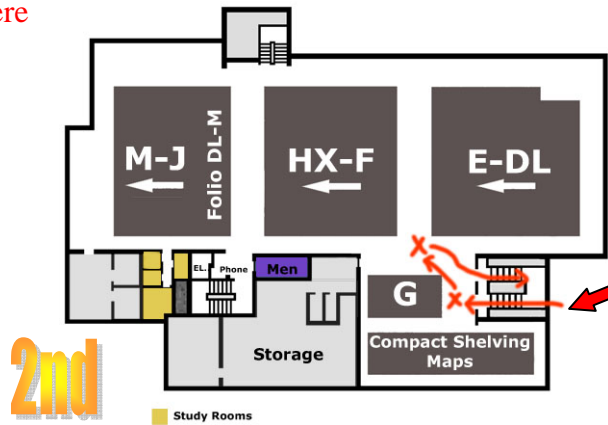 ere
M-J
Folio DL-M
HX-F
E-DL
EL.
Phone
Men
G
X
X
Storage
Compact Shelving
Maps
2nd
Study Rooms